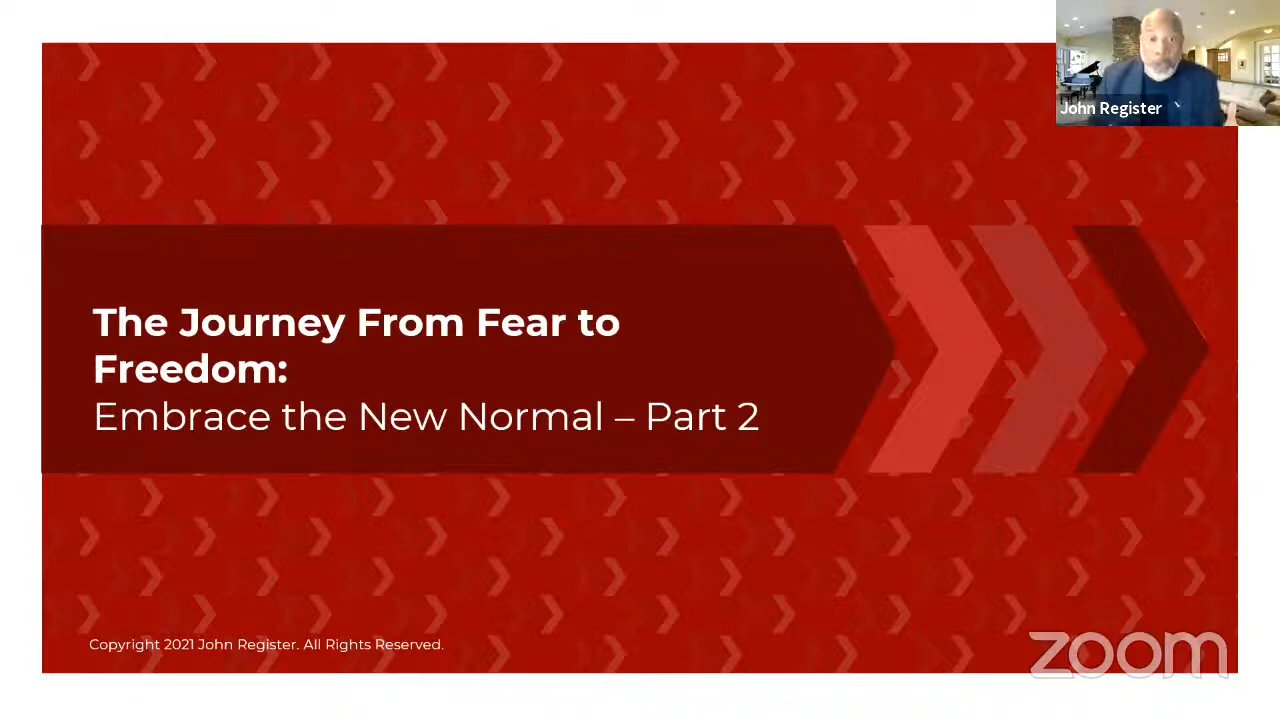 John Register
The Journey From Fear to
Freedom:
Embrace the New Normal – Part 2
Copyright 2021 John Register. All Rights Reserved.
zoom